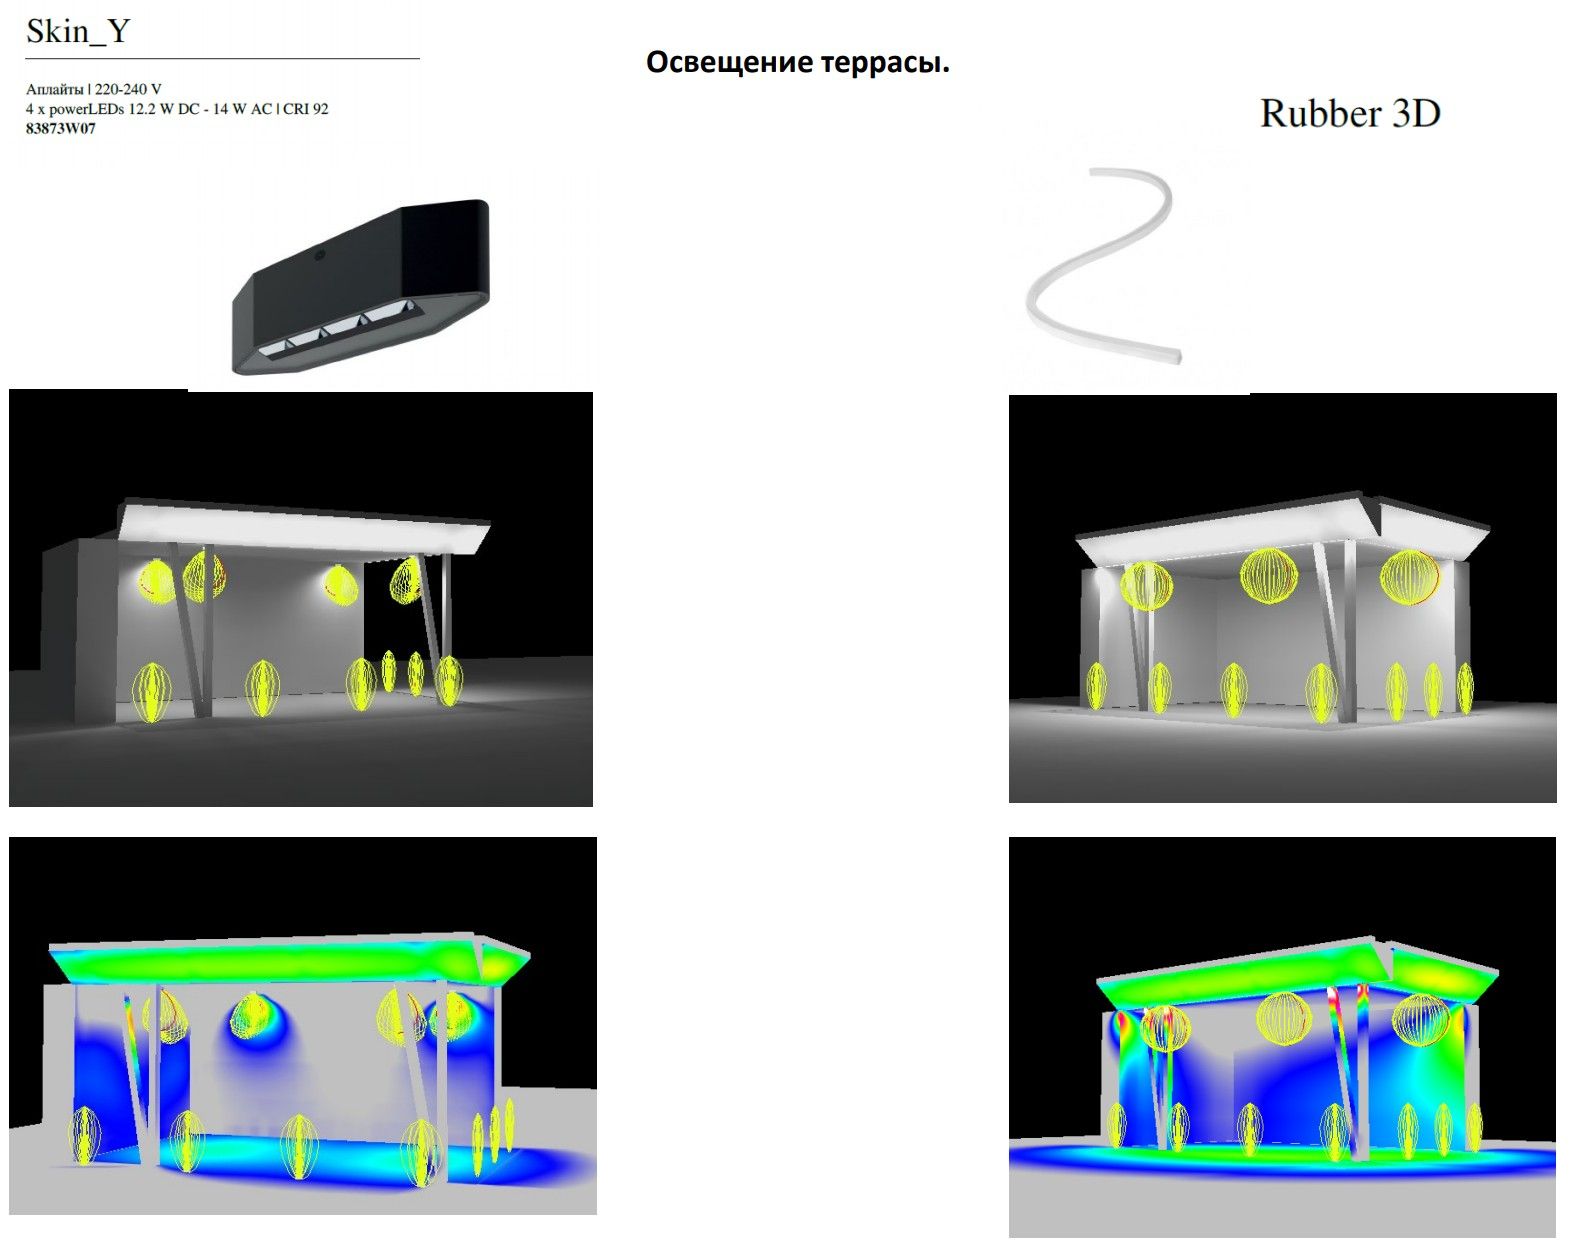 Skin_Y
Освещение террасы.
Аплайты | 220-240 V
4 x powerLEDs 12.2 W DC - 14 W AC | CRI 92
83873W07
Rubber 3D